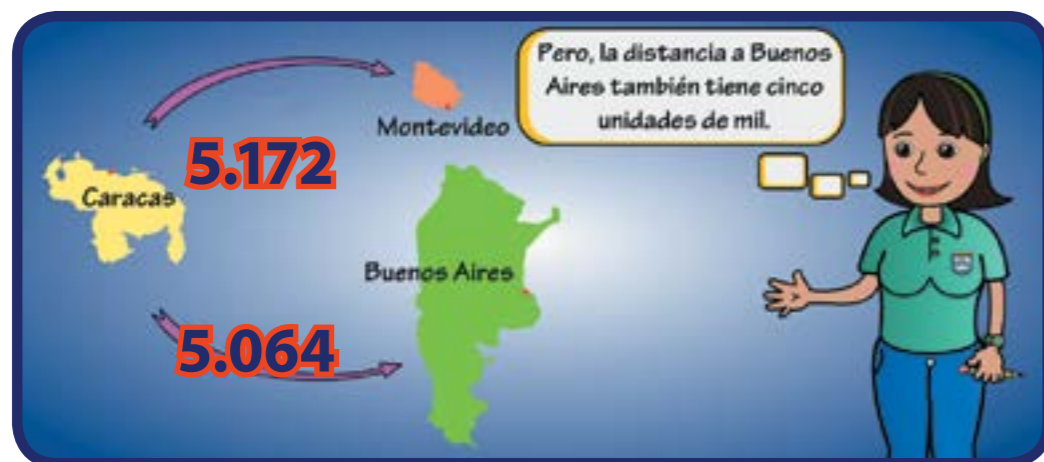 Pero, la distancia a Buenos
Aires también tiene cinco
unidades de mil.
Montevideo
5.172
Caracas
Buenos Aires
5.064